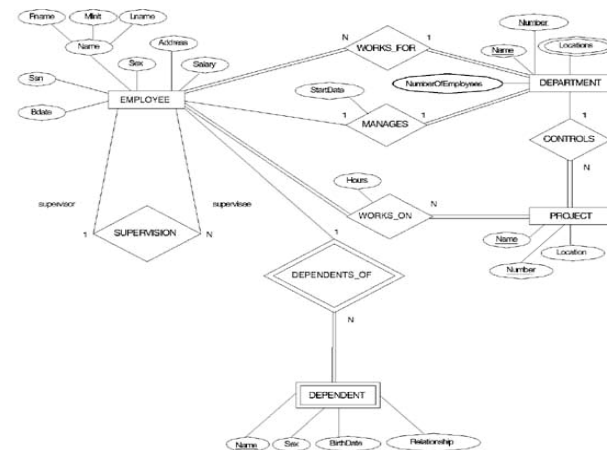 Fname Minit Lname
Number
N WORKS_FOR 1
Name Address Name Locations
Sex Salary
Ssn StartDate NumberOfEmployees DEPARTMENT
EMPLOYEE
Bdate 1 MANAGES 1 1
CONTROLS
Hours N
supervisor supervisee N
WORKS_ON PROJECT
1 SUPERVISION N 1 Name
Location
Number
DEPENDENTS_OF
N
DEPENDENT
Name Sex BirthDate Relationship